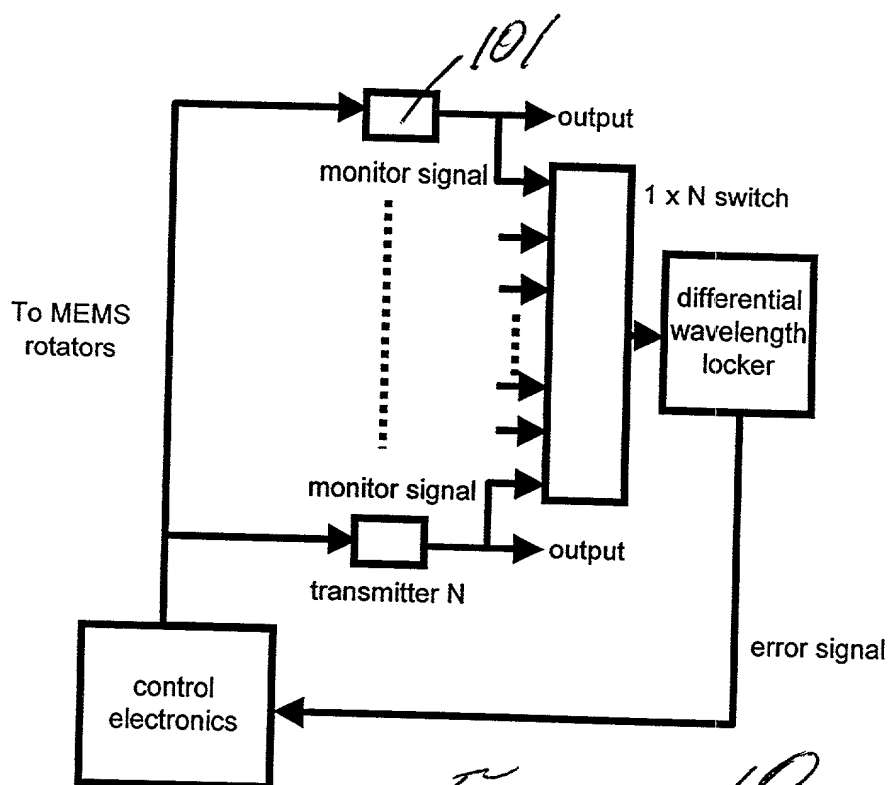 101
output
monitor signal
1 x N switch
To MEMS
rotators
differential
wavelength
locker
monitor signal
output
transmitter N
control
electronics
error signal